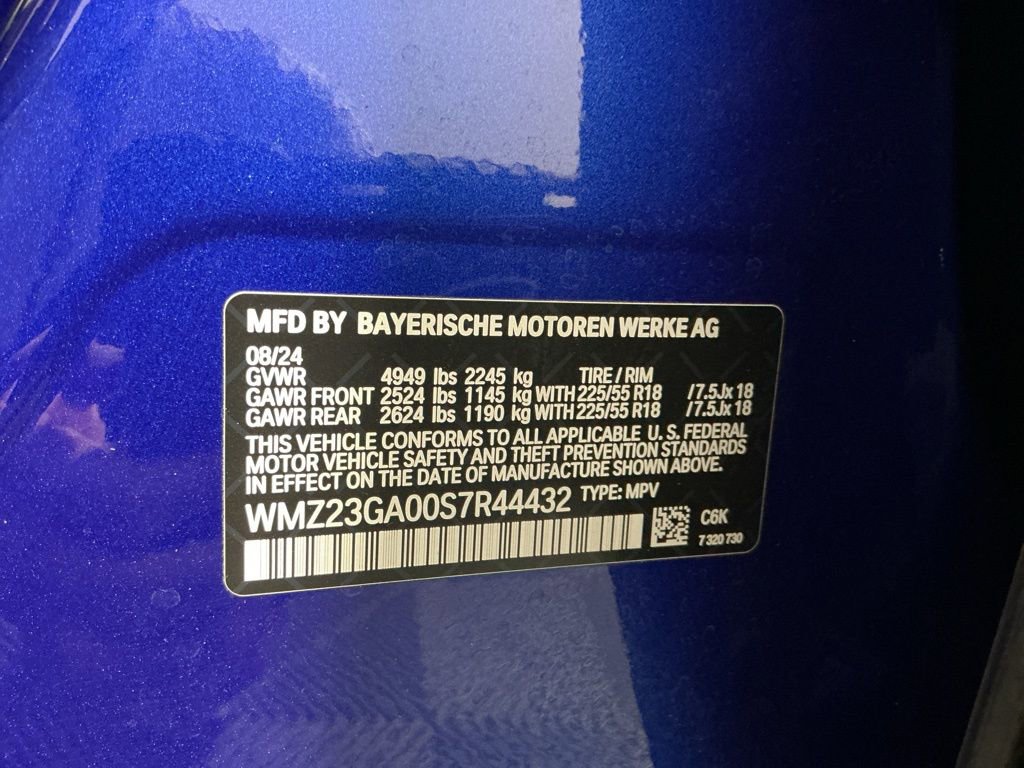 MFD BY BAYERISCHE MOTOREN WERKE AG
08/24
GVWR 4949 lbs 2245 kg TIRE / RIM
GAWR FRONT 2524 lbs 1145 kg WITH 225/55 R18 /7.5Jx 18
GAWR REAR 2624 lbs 1190 kg WITH 225/55 R18 /7.5Jx 18
THIS VEHICLE CONFORMS TO ALL APPLICABLE U.S. FEDERAL
MOTOR VEHICLE SAFETY AND THEFT PREVENTION STANDARDS
IN EFFECT ON THE DATE OF MANUFACTURE SHOWN ABOVE.
WMZ23GA00S7R44432 TYPE: MPV
C6K
7 320 730